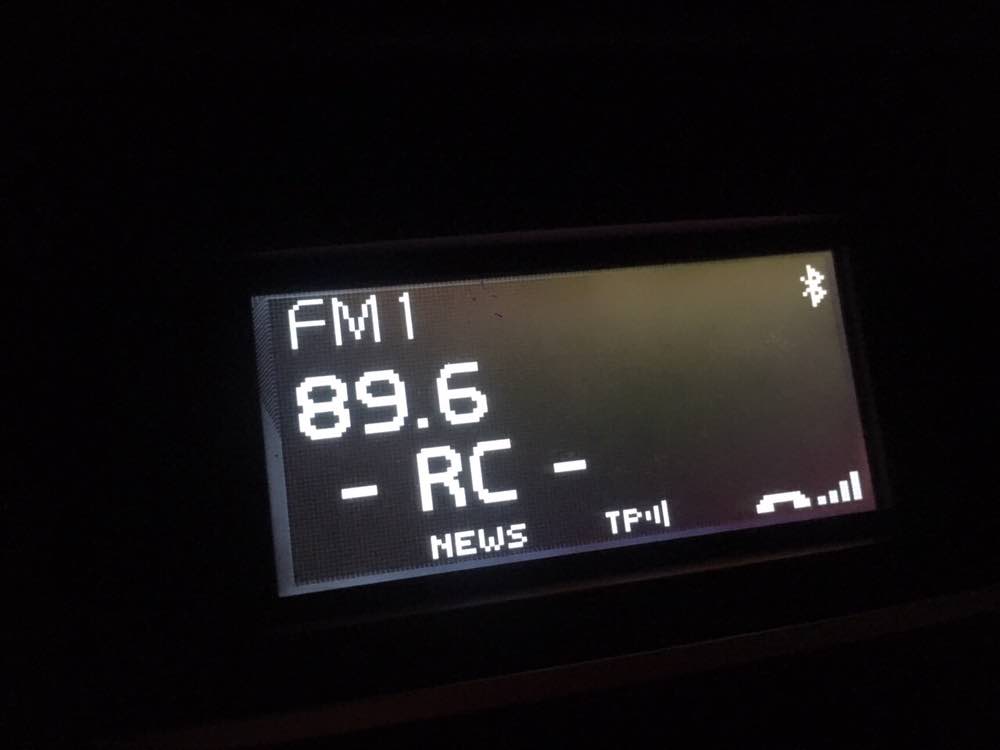 FM1
89.6
- RC -
NEWS TP